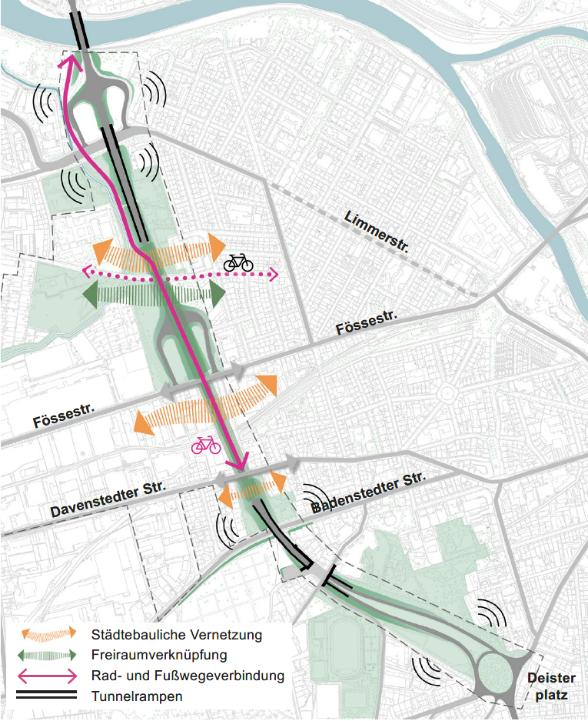 Limmerstr.
Fössestr.
Fössestr.
Davenstedter Str.
Badenstedter Str.
Städtebauliche Vernetzung
Freiraumverknüpfung
Rad- und Fußwegeverbindung
Tunnelrampen
Deister
platz